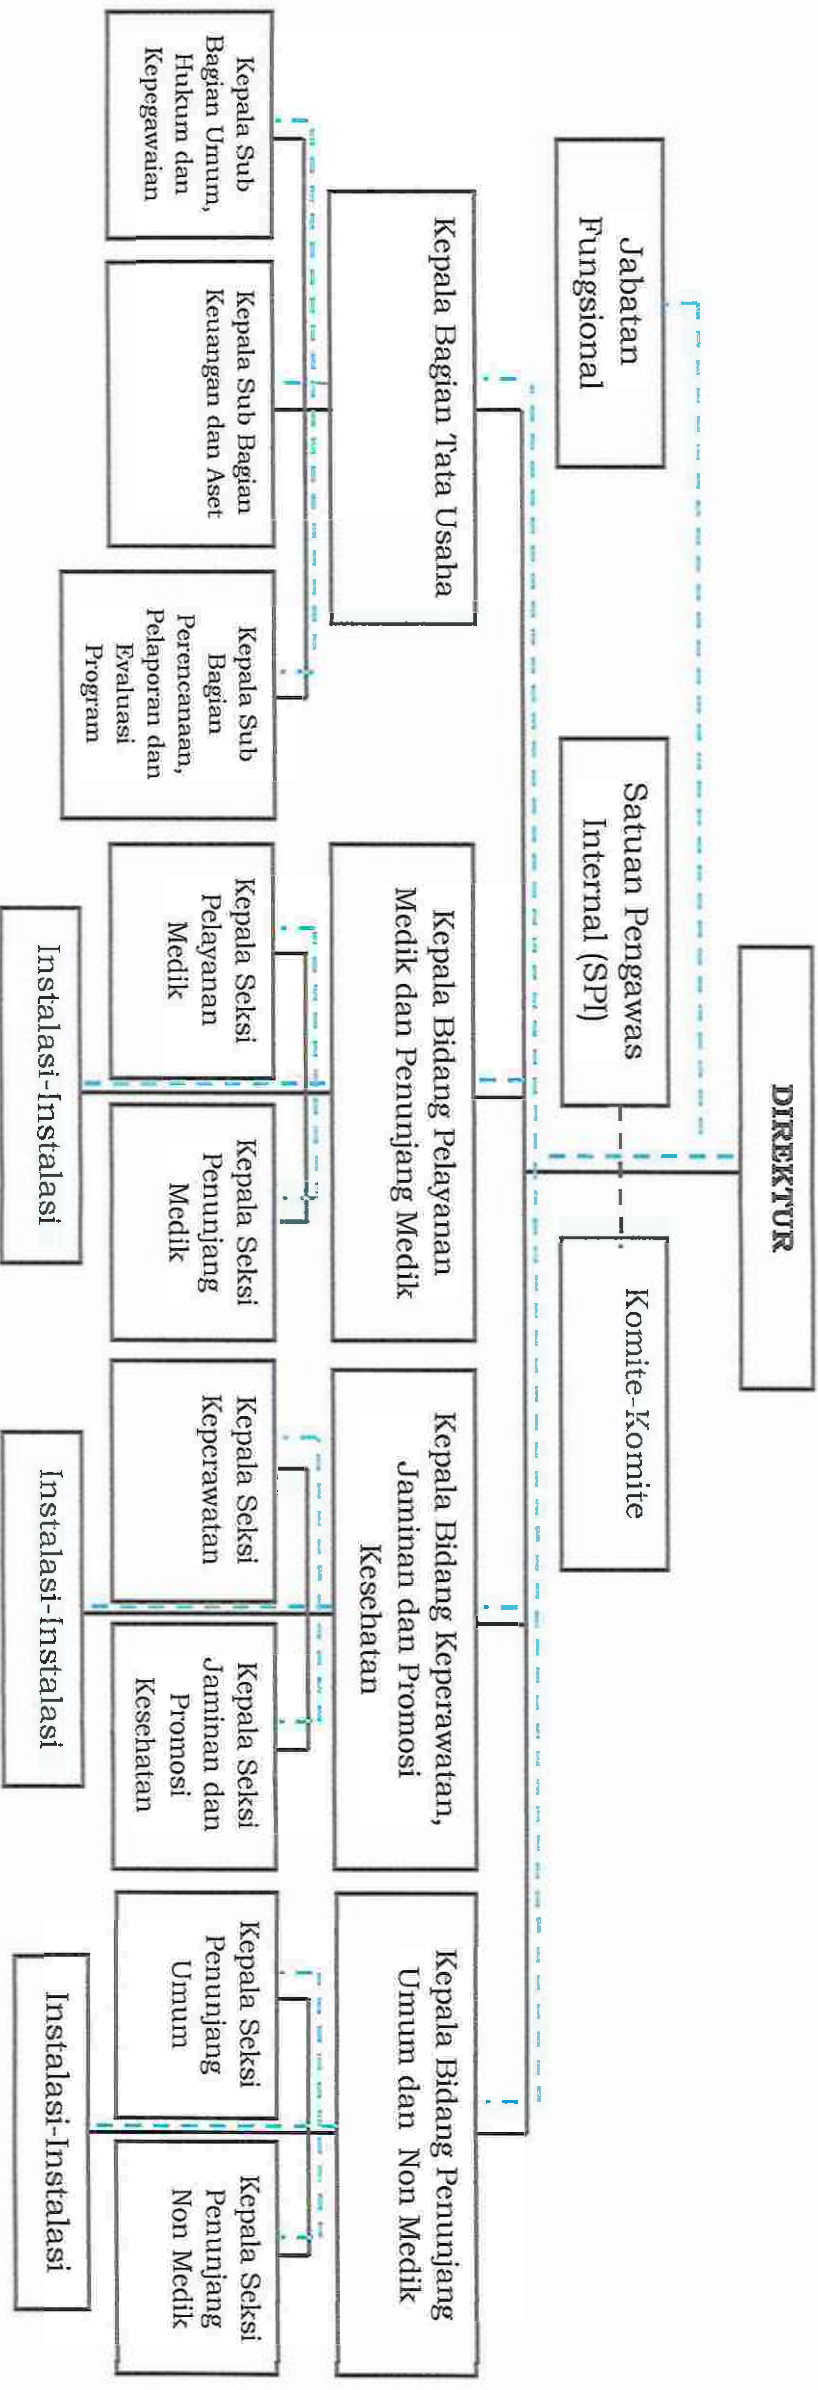 DIREKTUR
Jabatan
Fungsional
Satuan Pengawas
Internal (SPI)
Komite-Komite
Kepala Bagian Tata Usaha
Kepala Bidang Pelayanan
Medik dan Penunjang Medik
Kepala Bidang Keperawatan,
Jaminan dan Promosi
Kesehatan
Kepala Bidang Penunjang
Umum dan Non Medik
Kepala Sub
Bagian Umum,
Hukum dan
Kepegawaian
Kepala Sub Bagian
Keuangan dan Aset
Kepala Sub
Bagian
Perencanaan,
Pelaporan dan
Evaluasi
Program
Kepala Seksi
Pelayanan
Medik
Kepala Seksi
Penunjang
Medik
Kepala Seksi
Keperawatan
Kepala Seksi
Jaminan dan
Promosi
Kesehatan
Kepala Seksi
Penunjang
Umum
Kepala Seksi
Penunjang
Non Medik
Instalasi-Instalasi
Instalasi-Instalasi
Instalasi-Instalasi